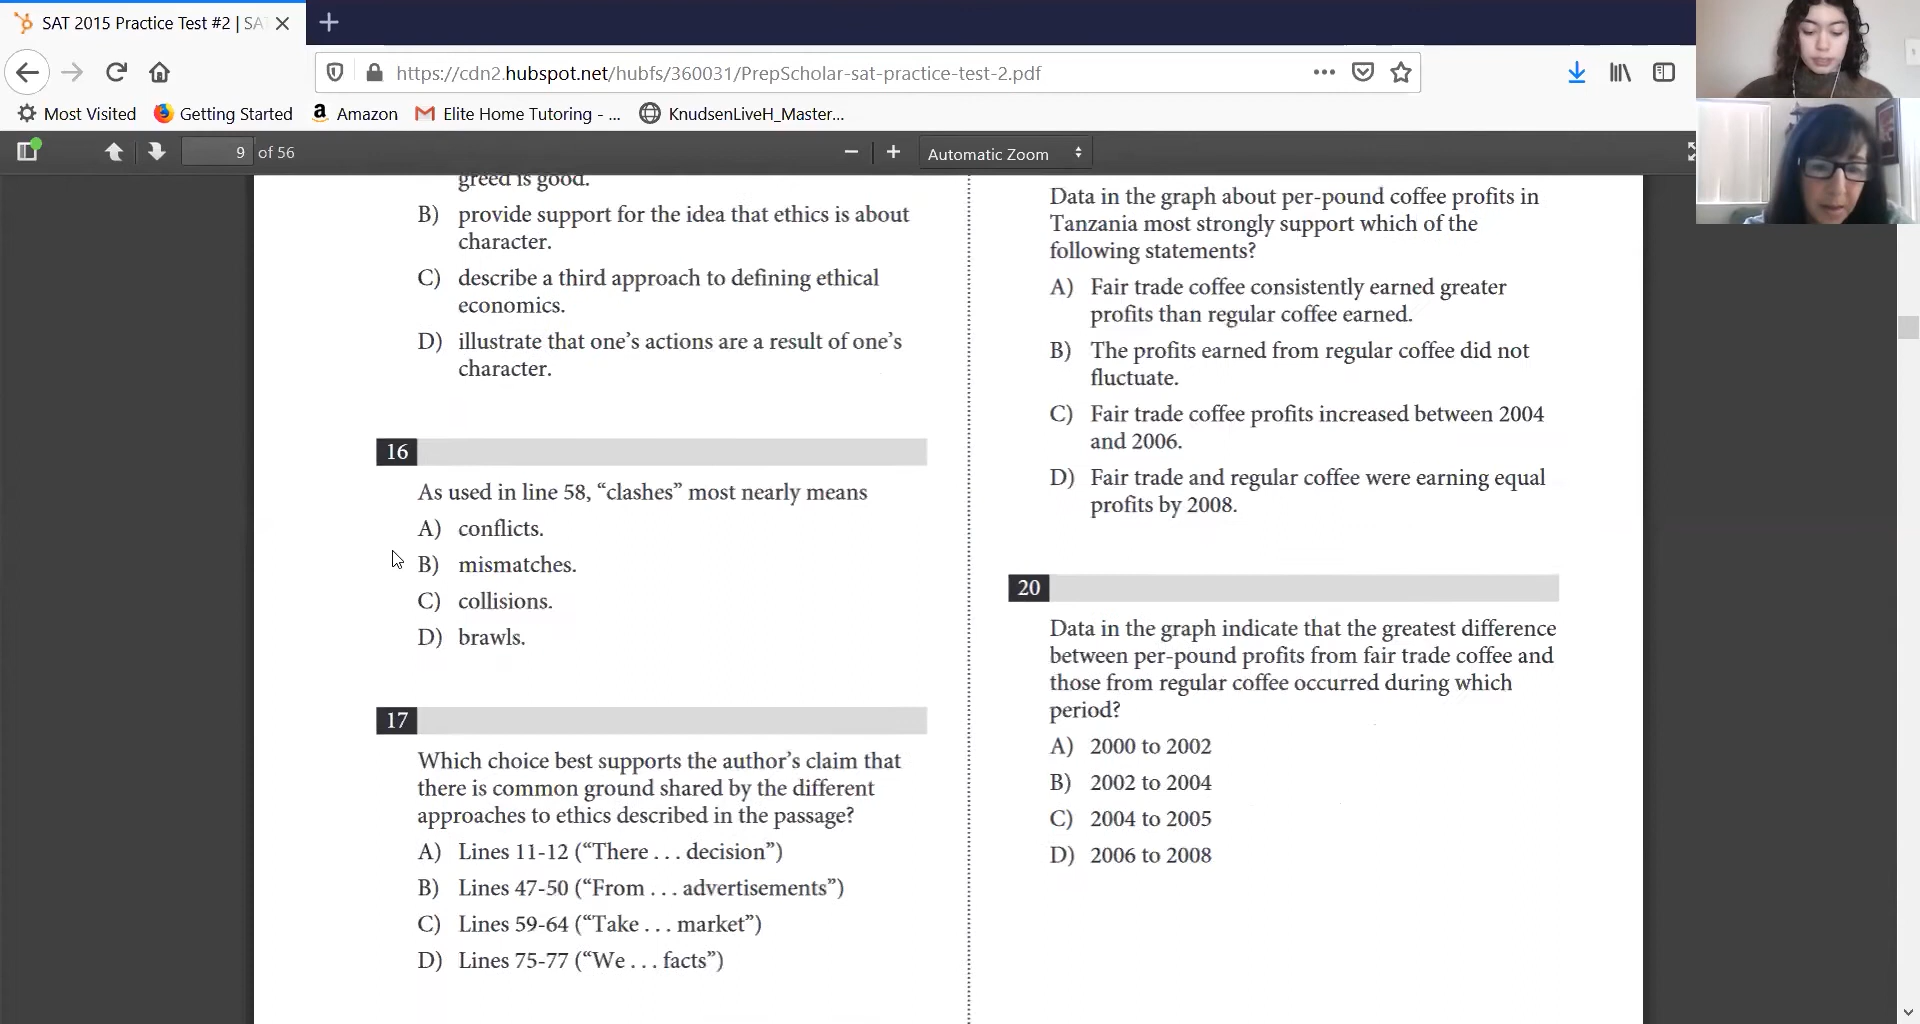 SAT 2015 Practice Test #2 | SA
https://cdn2.hubspot.net/hubfs/360031/PrepScholar-sat-practice-test-2.pdf
Most Visited Getting Started Amazon Elite Home Tutoring - ... KnudsenLiveH_Master...
9 of 56 Automatic Zoom
greed is good.
B) provide support for the idea that ethics is about
character.
C) describe a third approach to defining ethical
economics.
D) illustrate that one's actions are a result of one's
character.
16
As used in line 58, “clashes” most nearly means
A) conflicts.
B) mismatches.
C) collisions.
D) brawls.
17
Which choice best supports the author's claim that
there is common ground shared by the different
approaches to ethics described in the passage?
A) Lines 11-12 (“There . . . decision”)
B) Lines 47-50 (“From . . . advertisements”)
C) Lines 59-64 (“Take . . . market”)
D) Lines 75-77 (“We . . . facts”)
Data in the graph about per-pound coffee profits in
Tanzania most strongly support which of the
following statements?
A) Fair trade coffee consistently earned greater
profits than regular coffee earned.
B) The profits earned from regular coffee did not
fluctuate.
C) Fair trade coffee profits increased between 2004
and 2006.
D) Fair trade and regular coffee were earning equal
profits by 2008.
20
Data in the graph indicate that the greatest difference
between per-pound profits from fair trade coffee and
those from regular coffee occurred during which
period?
A) 2000 to 2002
B) 2002 to 2004
C) 2004 to 2005
D) 2006 to 2008